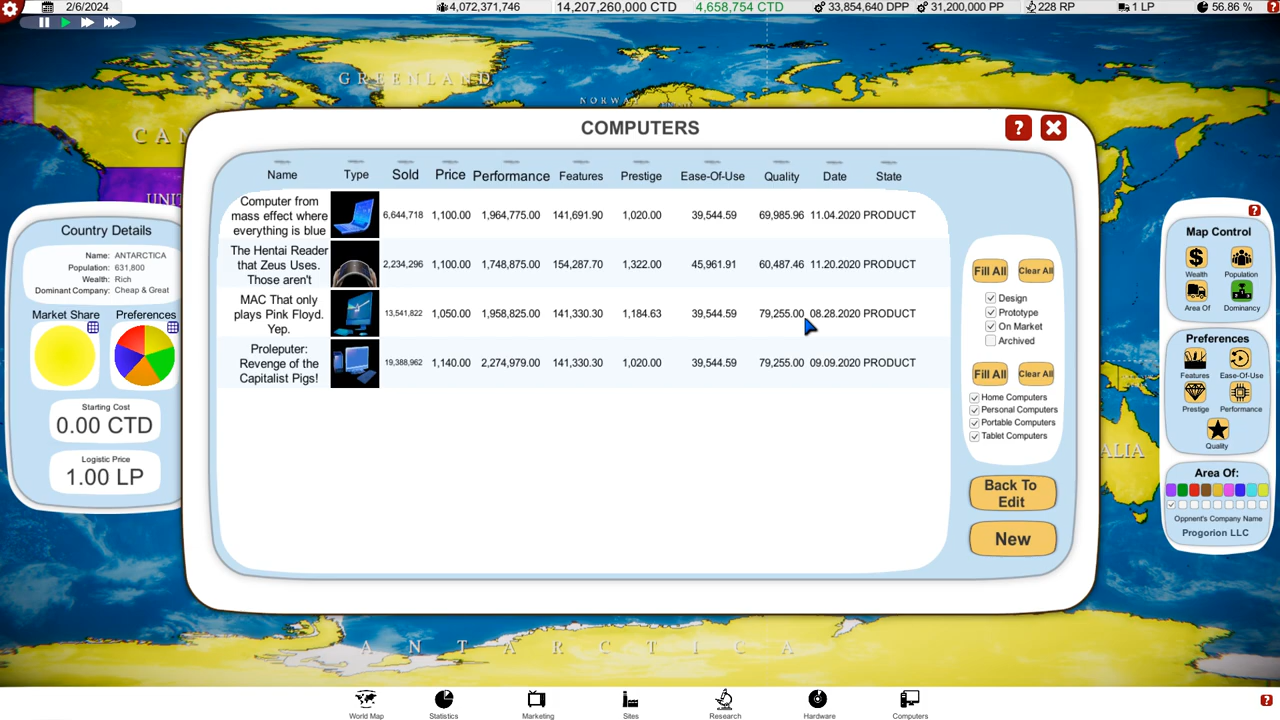 2/6/2024
4,072,371,746
14,207,260,000 CTD
4,658,754 CTD
33,854,640 DPP
31,200,000 PP
228 RP
1 LP
56.86 %
?
GREENLAND
NORWA
CAN
UNIT
ALIA
ANTARCTICA
COMPUTERS
?
Name Type Sold Price Performance Features Prestige Ease-Of-Use Quality Date State
Computer from
mass effect where
everything is blue
6,644,718 1,100.00 1,964,775.00 141,691.90 1,020.00 39,544.59 69,985.96 11.04.2020 PRODUCT
The Hentai Reader
that Zeus Uses.
Those aren't
2,234,296 1,100.00 1,748,875.00 154,287.70 1,322.00 45,961.91 60,487.46 11.20.2020 PRODUCT
MAC That only
plays Pink Floyd.
Yep.
13,541,822 1,050.00 1,958,825.00 141,330.30 1,184.63 39,544.59 79,255.00 08.28.2020 PRODUCT
Proleputer:
Revenge of the
Capitalist Pigs!
19,388,962 1,140.00 2,274,979.00 141,330.30 1,020.00 39,544.59 79,255.00 09.09.2020 PRODUCT
Fill All Clear All
Design
Prototype
On Market
Archived
Fill All Clear All
Home Computers
Personal Computers
Portable Computers
Tablet Computers
Back To
Edit
New
Country Details
Name: ANTARCTICA
Population: 631,800
Wealth: Rich
Dominant Company: Cheap & Great
Market Share Preferences
Starting Cost
0.00 CTD
Logistic Price
1.00 LP
?
Map Control
Wealth Population
Area Of Dominancy
Preferences
Features Ease-Of-Use
Prestige Performance
Quality
Area Of:
Oppnent's Company Name
Progorion LLC
World Map Statistics Marketing Sites Research Hardware Computers
?